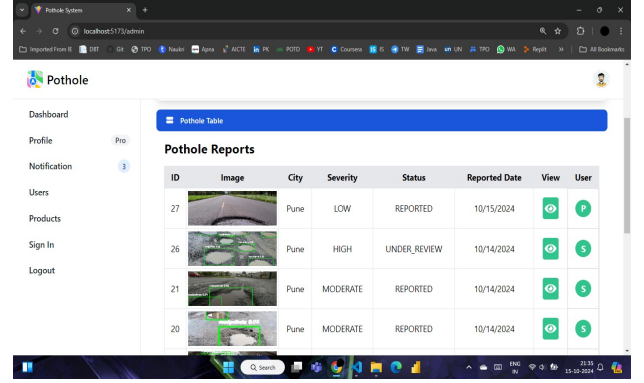 Pothole System
localhost:5173/admin
Imported From IE DBT Git TPO Naukri Apna AICTE PK POTD YT Coursera IS TW Java UN TPO WA Replit All Bookmarks
Pothole
Dashboard
Profile Pro
Notification 3
Users
Products
Sign In
Logout
Pothole Table
Pothole Reports
ID Image City Severity Status Reported Date View User
27 Pune LOW REPORTED 10/15/2024 P
26 Pune HIGH UNDER_REVIEW 10/14/2024 S
21 Pune MODERATE REPORTED 10/14/2024 S
20 Pune MODERATE REPORTED 10/14/2024 S
Search
ENG 21:35
IN 15-10-2024